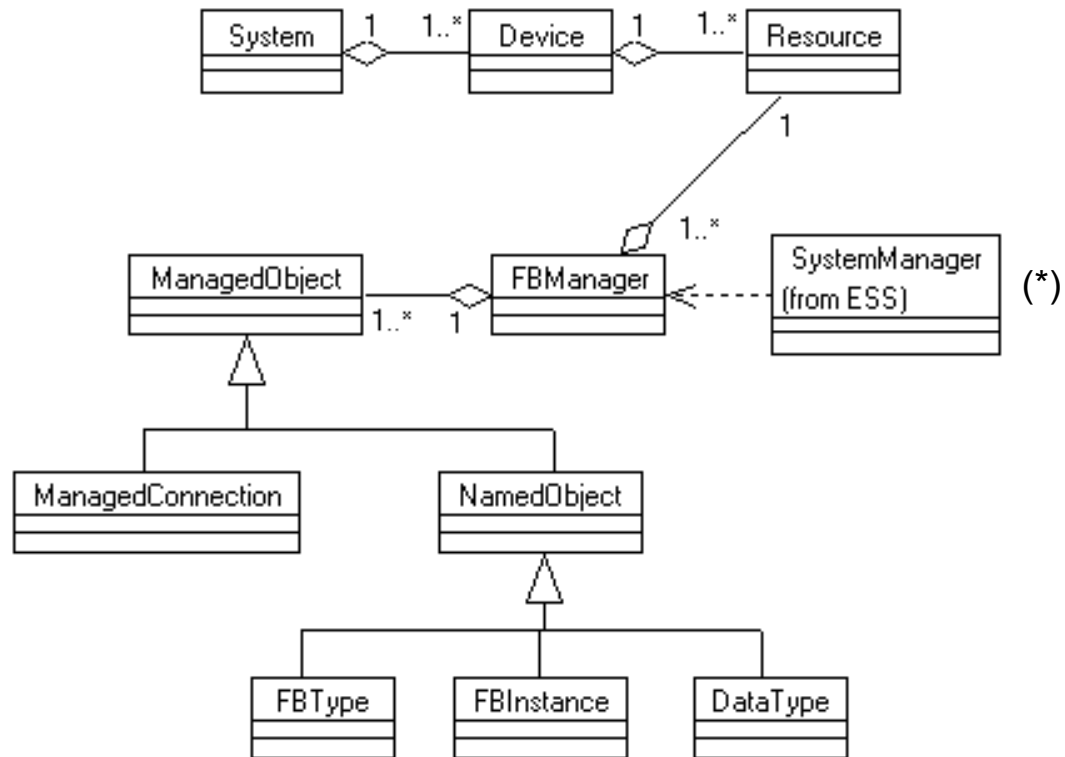 System
1
1..*
Device
1
1..*
Resource
1
1..*
ManagedObject
1..*
1
FBManager
SystemManager
(from ESS)
(*)
ManagedConnection
NamedObject
FBType
FBInstance
DataType